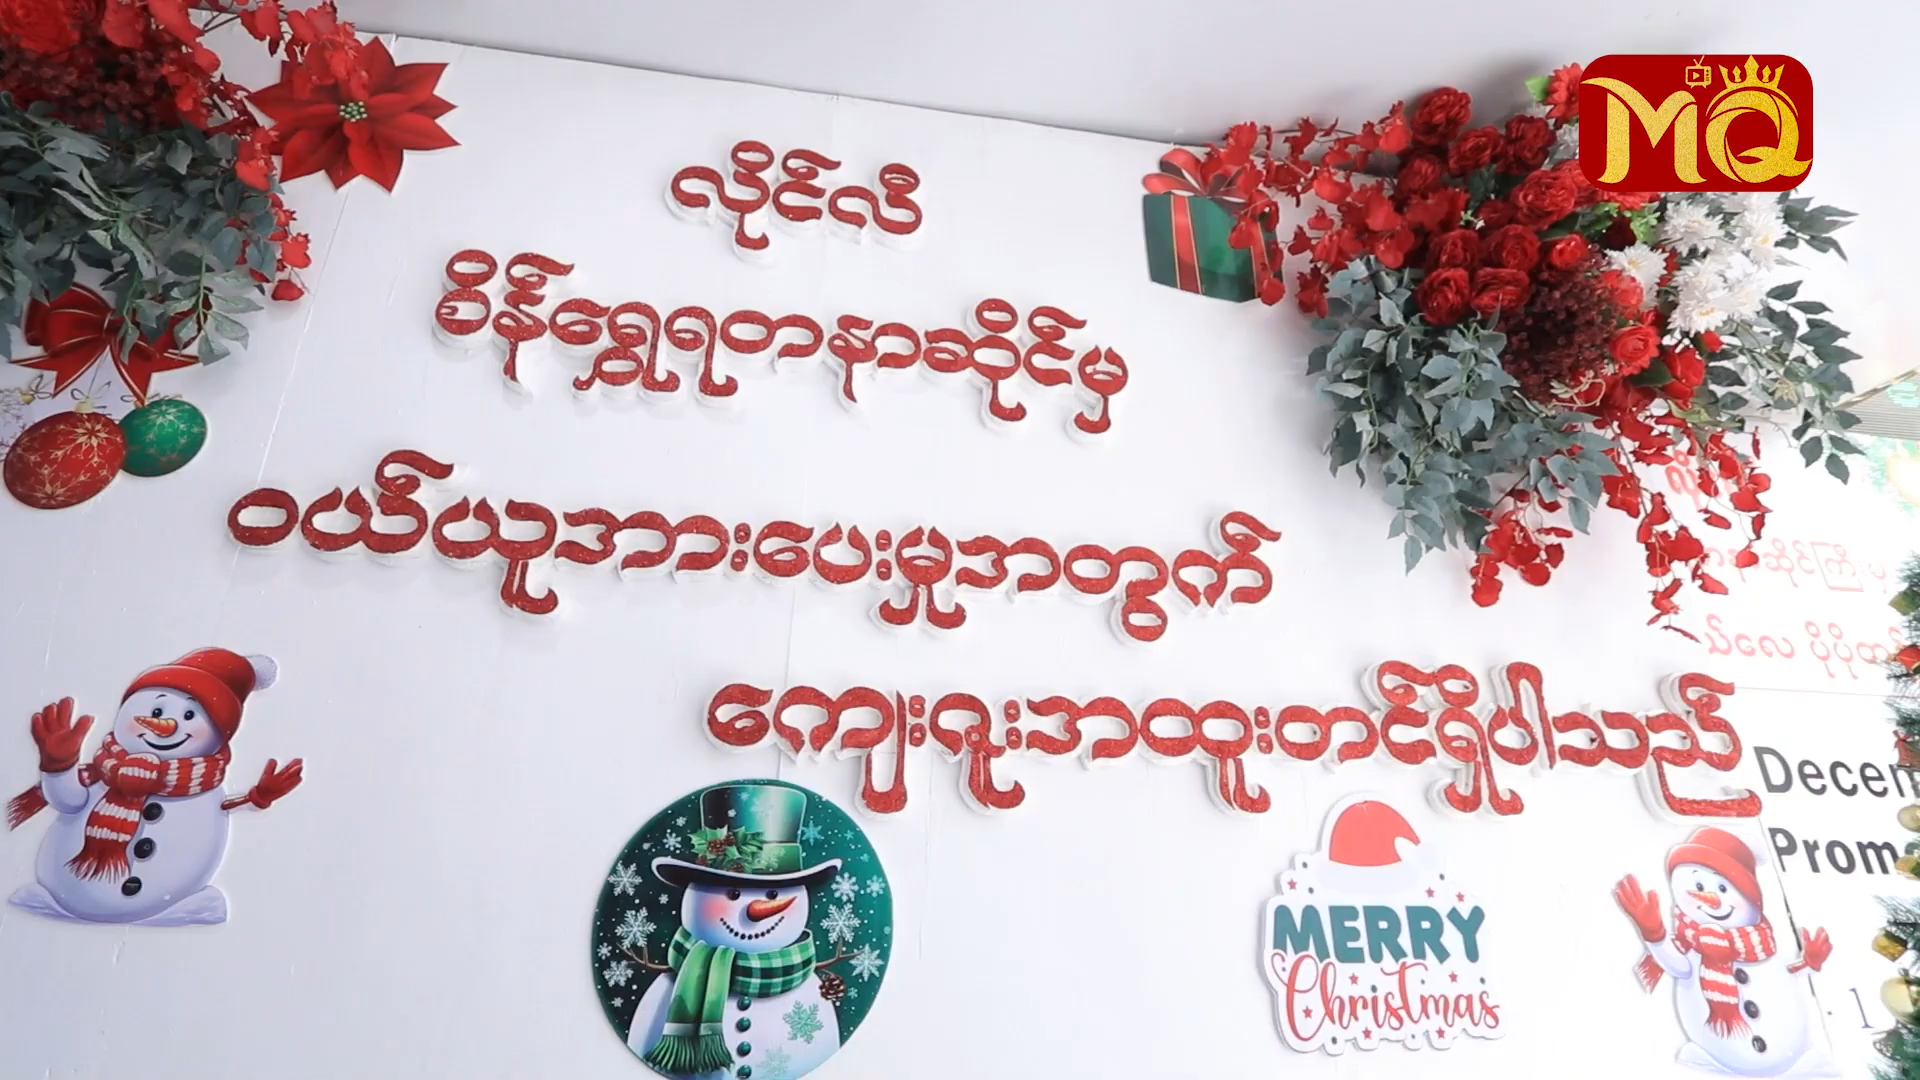 MQ
လိုင်လီ
စိန်ရွှေရတနာဆိုင်မှ
ဝယ်ယူအားပေးမှုအတွက်
ကျေးဇူးအထူးတင်ရှိပါသည်
MERRY
Christmas